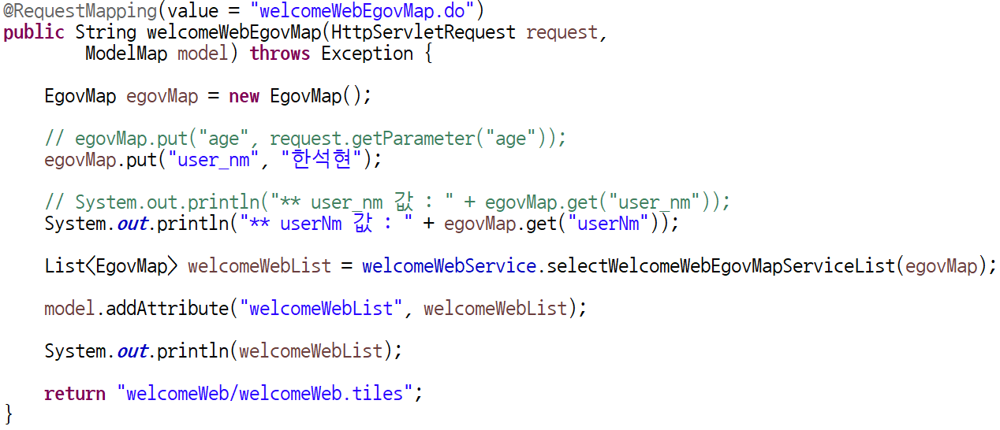 @RequestMapping(value = "welcomeWebEgovMap.do")
public String welcomeWebEgovMap(HttpServletRequest request,
        ModelMap model) throws Exception {
    EgovMap egovMap = new EgovMap();
    // egovMap.put("age", request.getParameter("age"));
    egovMap.put("user_nm", "한석현");
    // System.out.println("** user_nm 값 : " + egovMap.get("user_nm"));
    System.out.println("** userNm 값 : " + egovMap.get("userNm"));
    List<EgovMap> welcomeWebList = welcomeWebService.selectWelcomeWebEgovMapServiceList(egovMap);
    model.addAttribute("welcomeWebList", welcomeWebList);
    System.out.println(welcomeWebList);
    return "welcomeWeb/welcomeWeb.tiles";
}